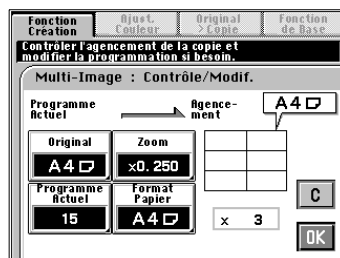 Fonction Création
Ajust. Couleur
Original >Copie
Fonction de Base
Contrôler l'agencement de la copie et
modifier la programmation si besoin.
Multi-Image : Contrôle/Modif.
Programme Actuel
Agence-ment
A4
Original
A4
Zoom
x0.250
Programme Actuel
15
Format Papier
A4
x 3
C
OK